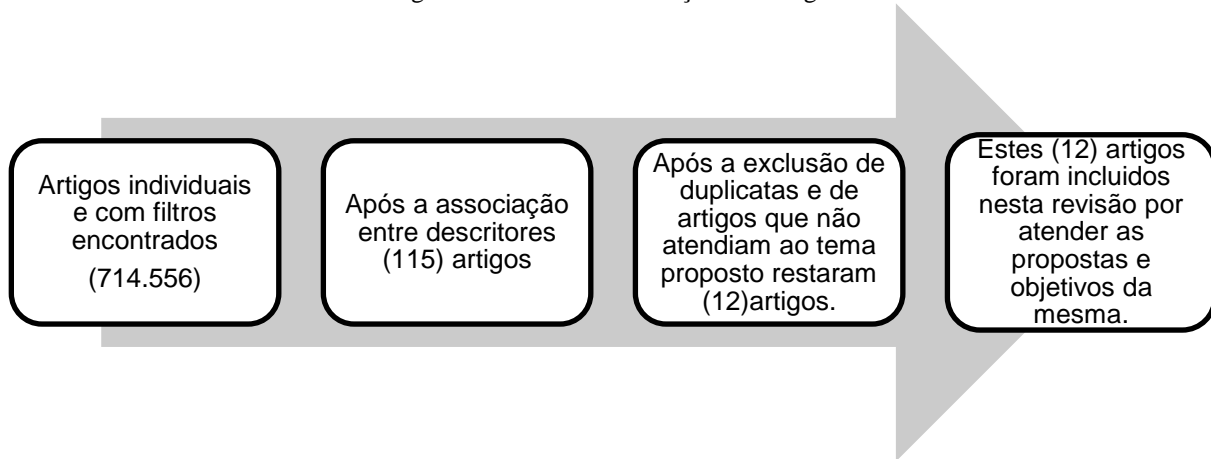 Artigos individuais
e com filtros
encontrados
(714.556)
Após a associação
entre descritores
(115) artigos
Após a exclusão de
duplicatas e de
artigos que não
atendiam ao tema
proposto restaram
(12)artigos.
Estes (12) artigos
foram incluidos
nesta revisão por
atender as
propostas e
objetivos da
mesma.